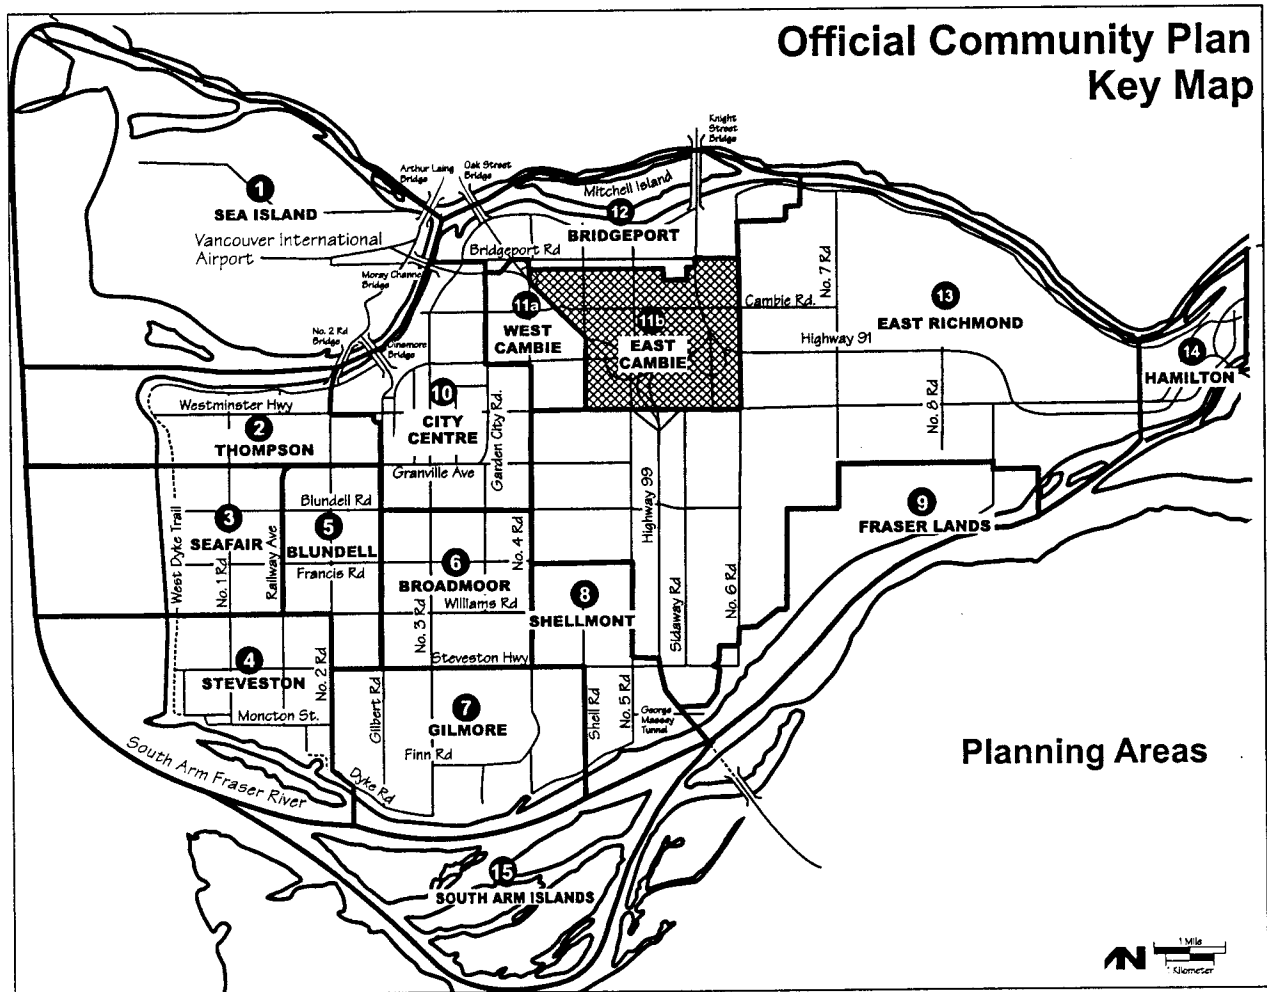 Official Community Plan
Key Map
Knight
Street
Bridge
Arthur Laing
Bridge
Oak Street
Bridge
Mitchell Island
1
SEA ISLAND
12
BRIDGEPORT
Vancouver International
Airport
Bridgeport Rd
Moray Channel
Bridge
No. 7 Rd
11a
WEST
CAMBIE
11b
EAST
CAMBIE
Cambie Rd.
13
EAST RICHMOND
No. 2 Rd
Bridge
Dinsmore
Bridge
Highway 91
14
HAMILTON
10
CITY
CENTRE
Garden City Rd.
No. 8 Rd
Westminster Hwy
2
THOMPSON
Granville Ave
Blundell Rd
West Dyke Trail
3
SEAFAIR
Railway Ave
5
BLUNDELL
Highway 99
9
FRASER LANDS
No. 4 Rd
6
BROADMOOR
Francis Rd
No. 1 Rd
Williams Rd
8
SHELLMONT
No. 3 Rd
Sidaway Rd
No. 6 Rd
Steveston Hwy
4
STEVESTON
No. 2 Rd
Gilbert Rd
Shell Rd
No. 5 Rd
Moncton St.
7
GILMORE
George
Massey
Tunnel
Finn Rd
Planning Areas
South Arm Fraser River
Dyke Rd
15
SOUTH ARM ISLANDS
1 Mile
1 Kilometer